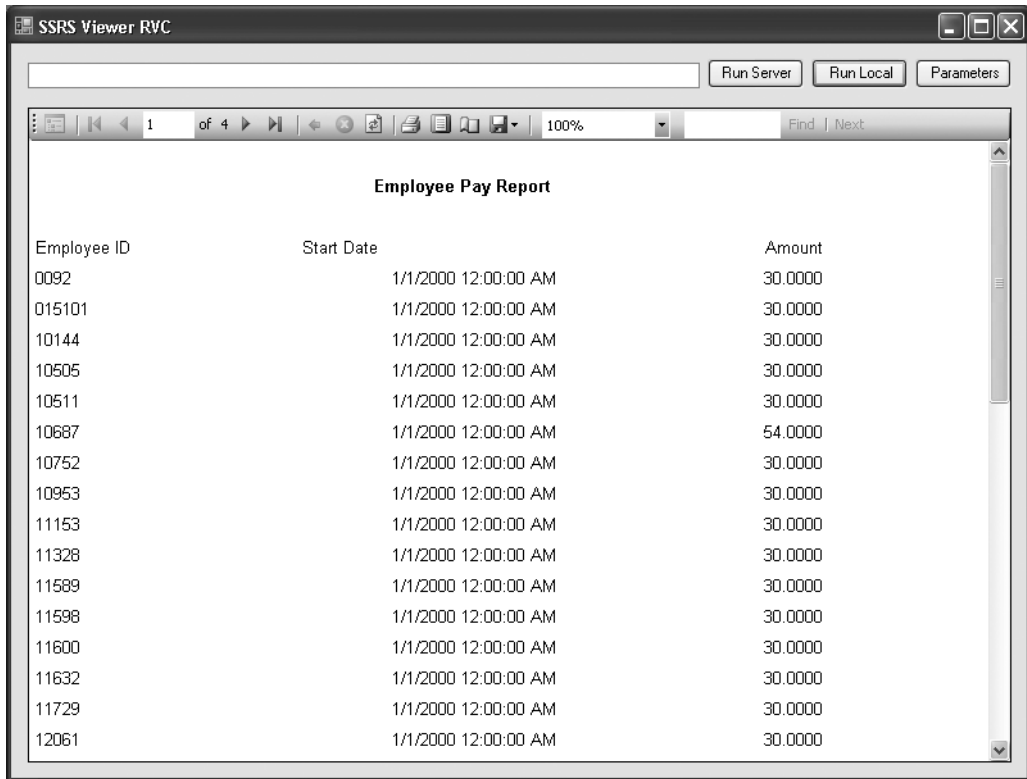 SSRS Viewer RVC
Run Server Run Local Parameters
1 of 4 100% Find | Next
Employee Pay Report
Employee ID Start Date Amount
0092 1/1/2000 12:00:00 AM 30.0000
015101 1/1/2000 12:00:00 AM 30.0000
10144 1/1/2000 12:00:00 AM 30.0000
10505 1/1/2000 12:00:00 AM 30.0000
10511 1/1/2000 12:00:00 AM 30.0000
10687 1/1/2000 12:00:00 AM 54.0000
10752 1/1/2000 12:00:00 AM 30.0000
10953 1/1/2000 12:00:00 AM 30.0000
11153 1/1/2000 12:00:00 AM 30.0000
11328 1/1/2000 12:00:00 AM 30.0000
11589 1/1/2000 12:00:00 AM 30.0000
11598 1/1/2000 12:00:00 AM 30.0000
11600 1/1/2000 12:00:00 AM 30.0000
11632 1/1/2000 12:00:00 AM 30.0000
11729 1/1/2000 12:00:00 AM 30.0000
12061 1/1/2000 12:00:00 AM 30.0000